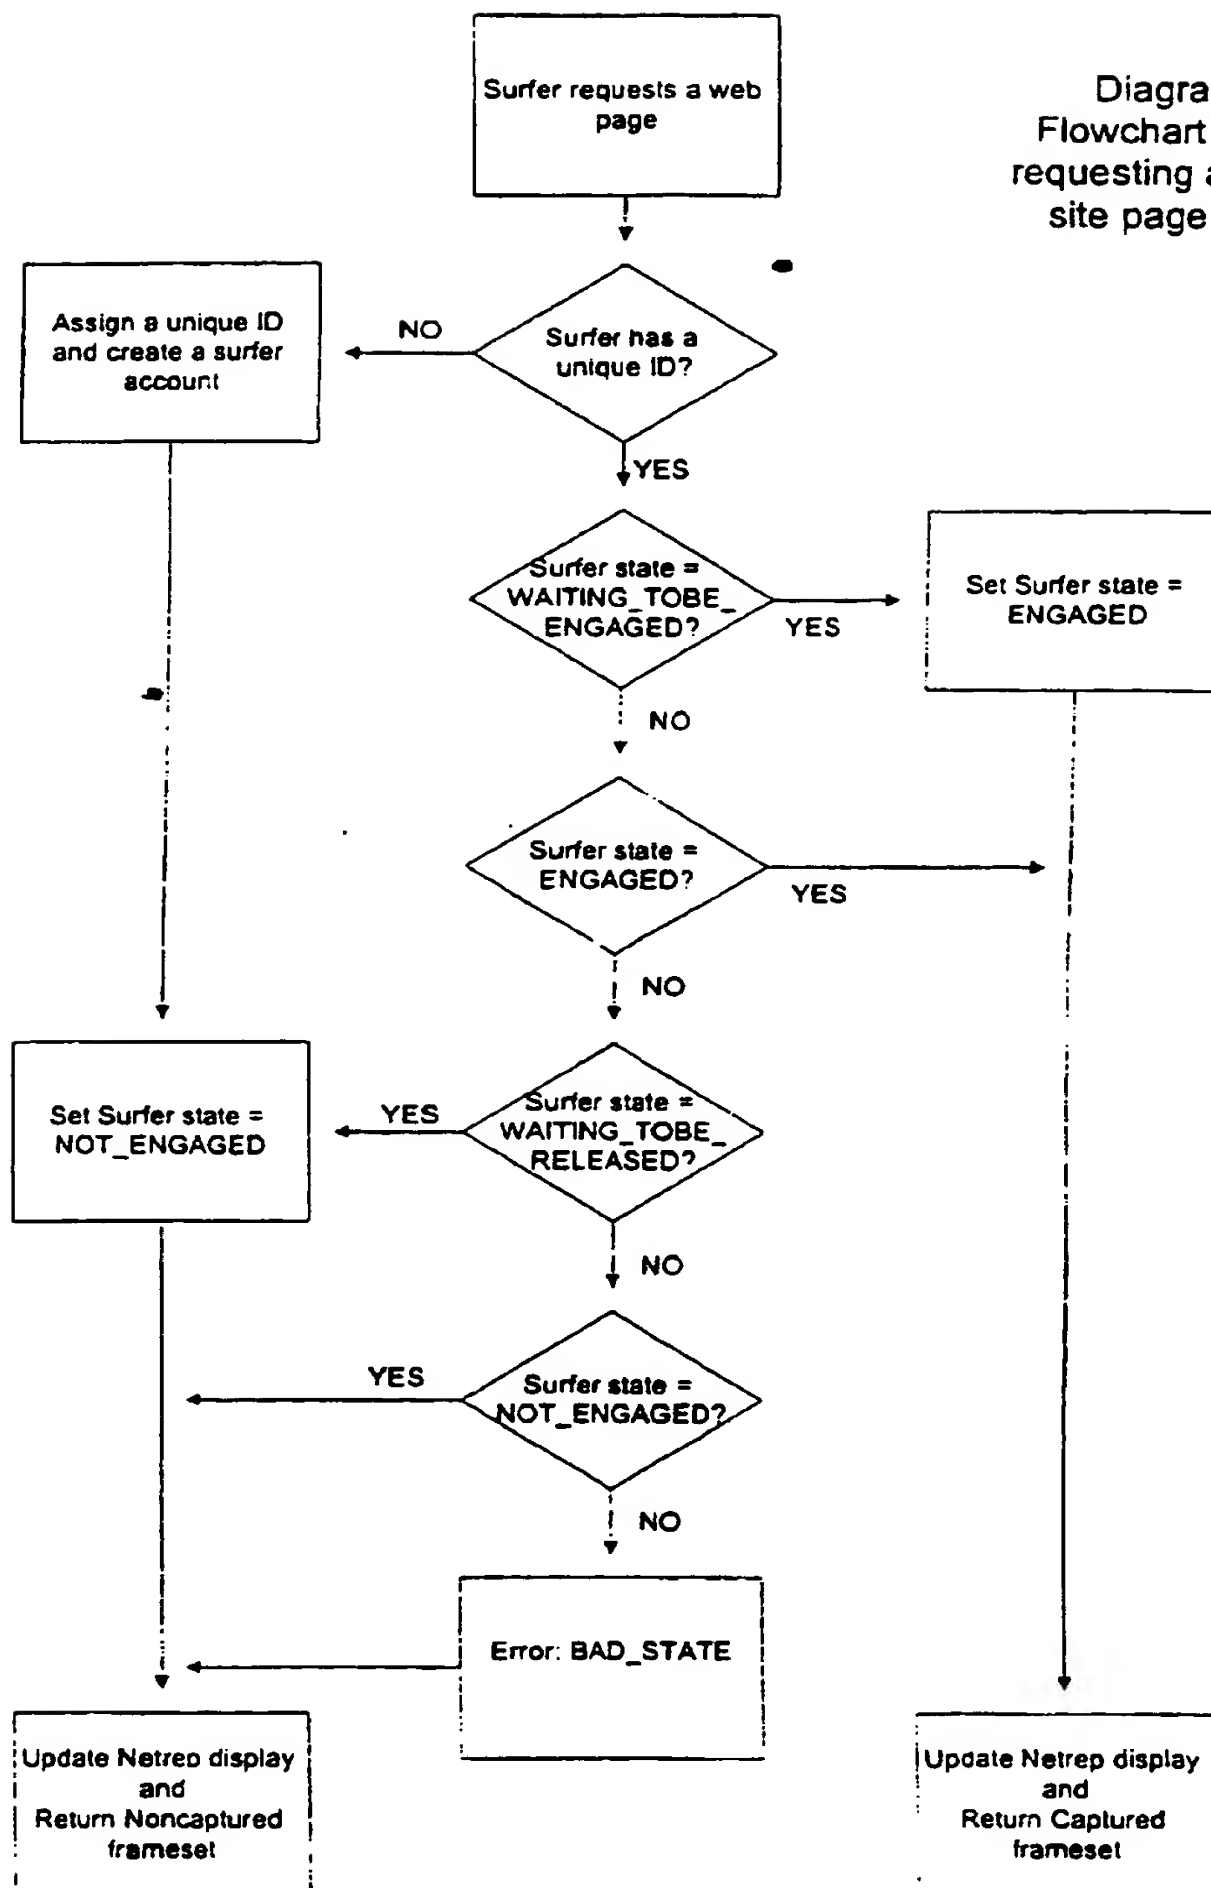 Surfer requests a web
page
Diagra
Flowchart
requesting a
site page
Assign a unique ID
and create a surfer
account
NO
Surfer has a
unique ID?
YES
Surfer state =
WAITING_TOBE_
ENGAGED?
YES
Set Surfer state =
ENGAGED
NO
Surfer state =
ENGAGED?
YES
NO
Set Surfer state =
NOT_ENGAGED
YES
Surfer state =
WAITING_TOBE_
RELEASED?
NO
YES
Surfer state =
NOT_ENGAGED?
NO
Error: BAD_STATE
Update Netrep display
and
Return Noncaptured
frameset
Update Netrep display
and
Return Captured
frameset